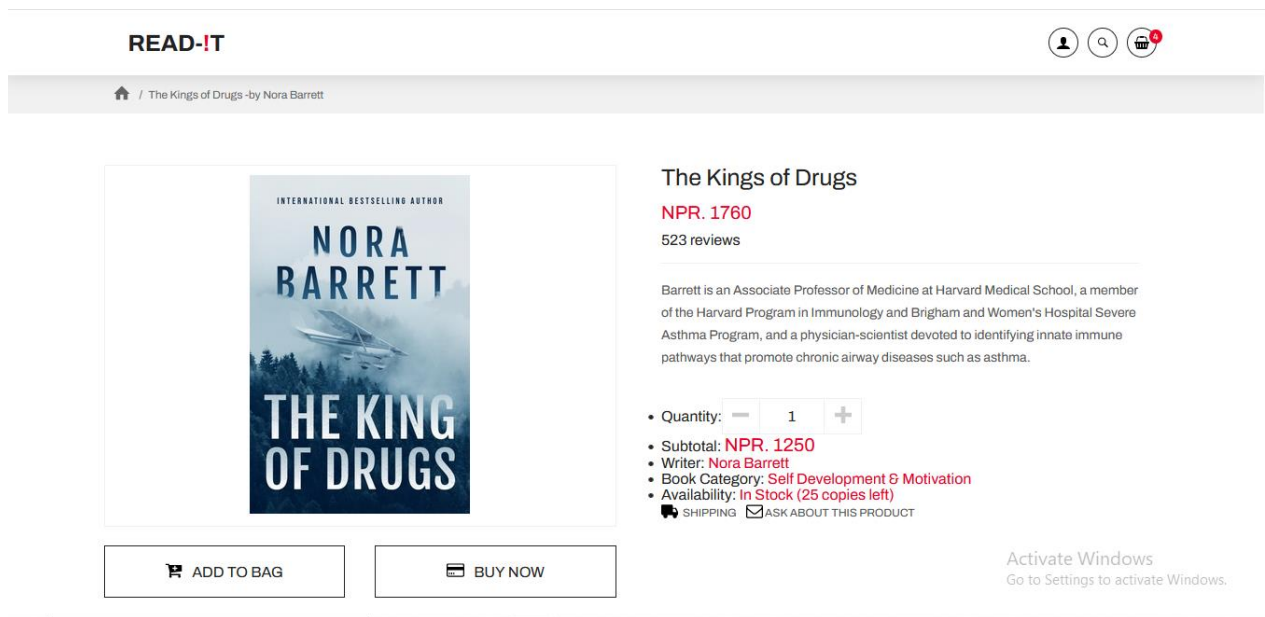 READ-!T
4
/ The Kings of Drugs -by Nora Barrett
INTERNATIONAL BESTSELLING AUTHOR
NORA
BARRETT
THE KING
OF DRUGS
ADD TO BAG
BUY NOW
The Kings of Drugs
NPR. 1760
523 reviews
Barrett is an Associate Professor of Medicine at Harvard Medical School, a member
of the Harvard Program in Immunology and Brigham and Women's Hospital Severe
Asthma Program, and a physician-scientist devoted to identifying innate immune
pathways that promote chronic airway diseases such as asthma.
• Quantity: − 1 +
• Subtotal: NPR. 1250
• Writer: Nora Barrett
• Book Category: Self Development & Motivation
• Availability: In Stock (25 copies left)
SHIPPING ASK ABOUT THIS PRODUCT
Activate Windows
Go to Settings to activate Windows.